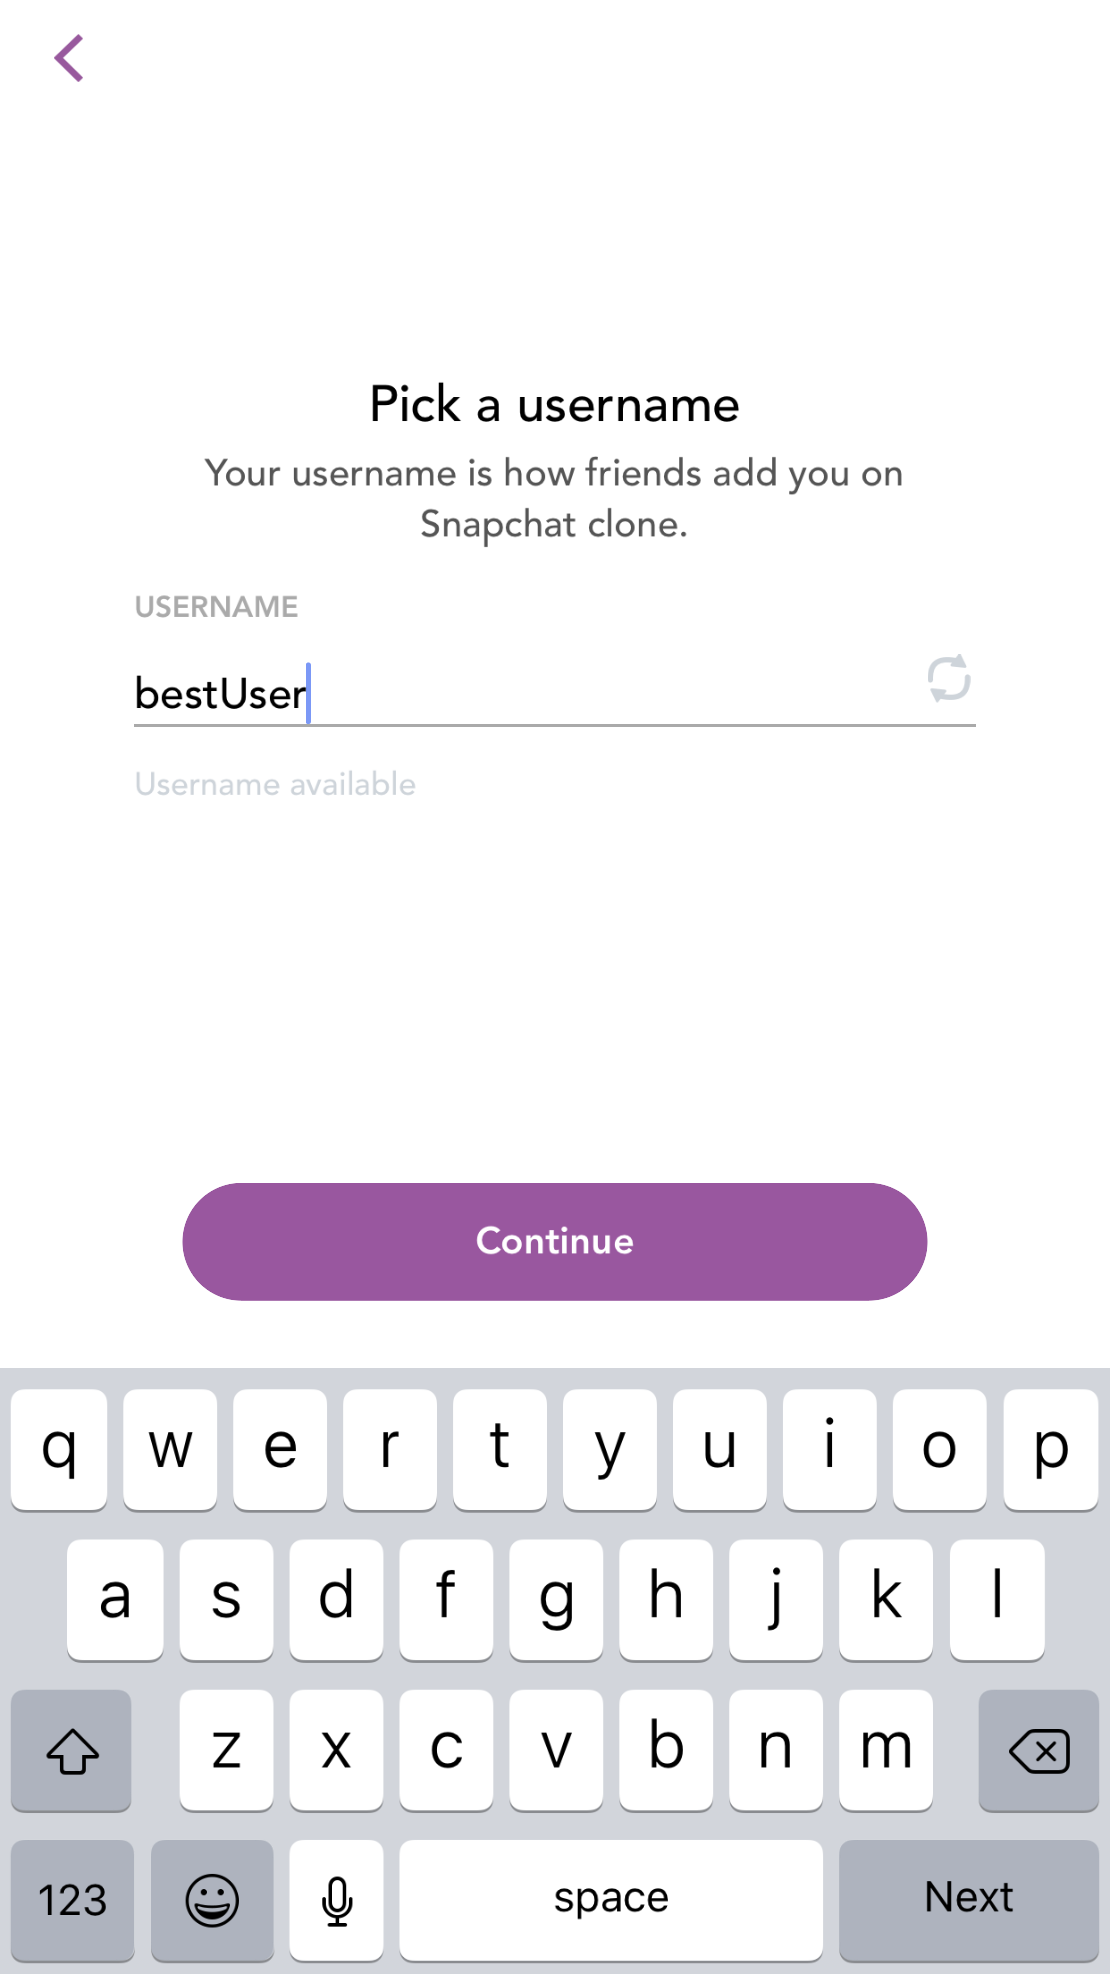 Pick a username
Your username is how friends add you on
Snapchat clone.
USERNAME
bestUser
Username available
Continue
q w e r t y u i o p
a s d f g h j k l
z x c v b n m
123 space Next